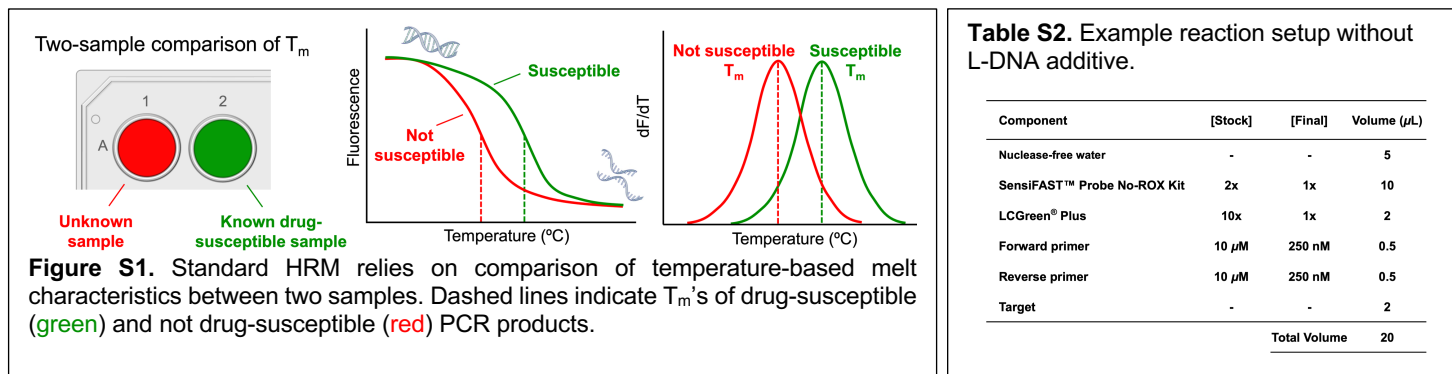 Two-sample comparison of Tm
1
2
A
Unknown
sample
Known drug-
susceptible sample
Fluorescence
Susceptible
Not
susceptible
Temperature (ºC)
dF/dT
Not susceptible
Tm
Susceptible
Tm
Temperature (ºC)
Figure S1. Standard HRM relies on comparison of temperature-based melt
characteristics between two samples. Dashed lines indicate Tm's of drug-susceptible
(green) and not drug-susceptible (red) PCR products.
Table S2. Example reaction setup without
L-DNA additive.
Component [Stock] [Final] Volume (µL)
Nuclease-free water - - 5
SensiFAST™ Probe No-ROX Kit 2x 1x 10
LCGreen® Plus 10x 1x 2
Forward primer 10 µM 250 nM 0.5
Reverse primer 10 µM 250 nM 0.5
Target - - 2
Total Volume 20